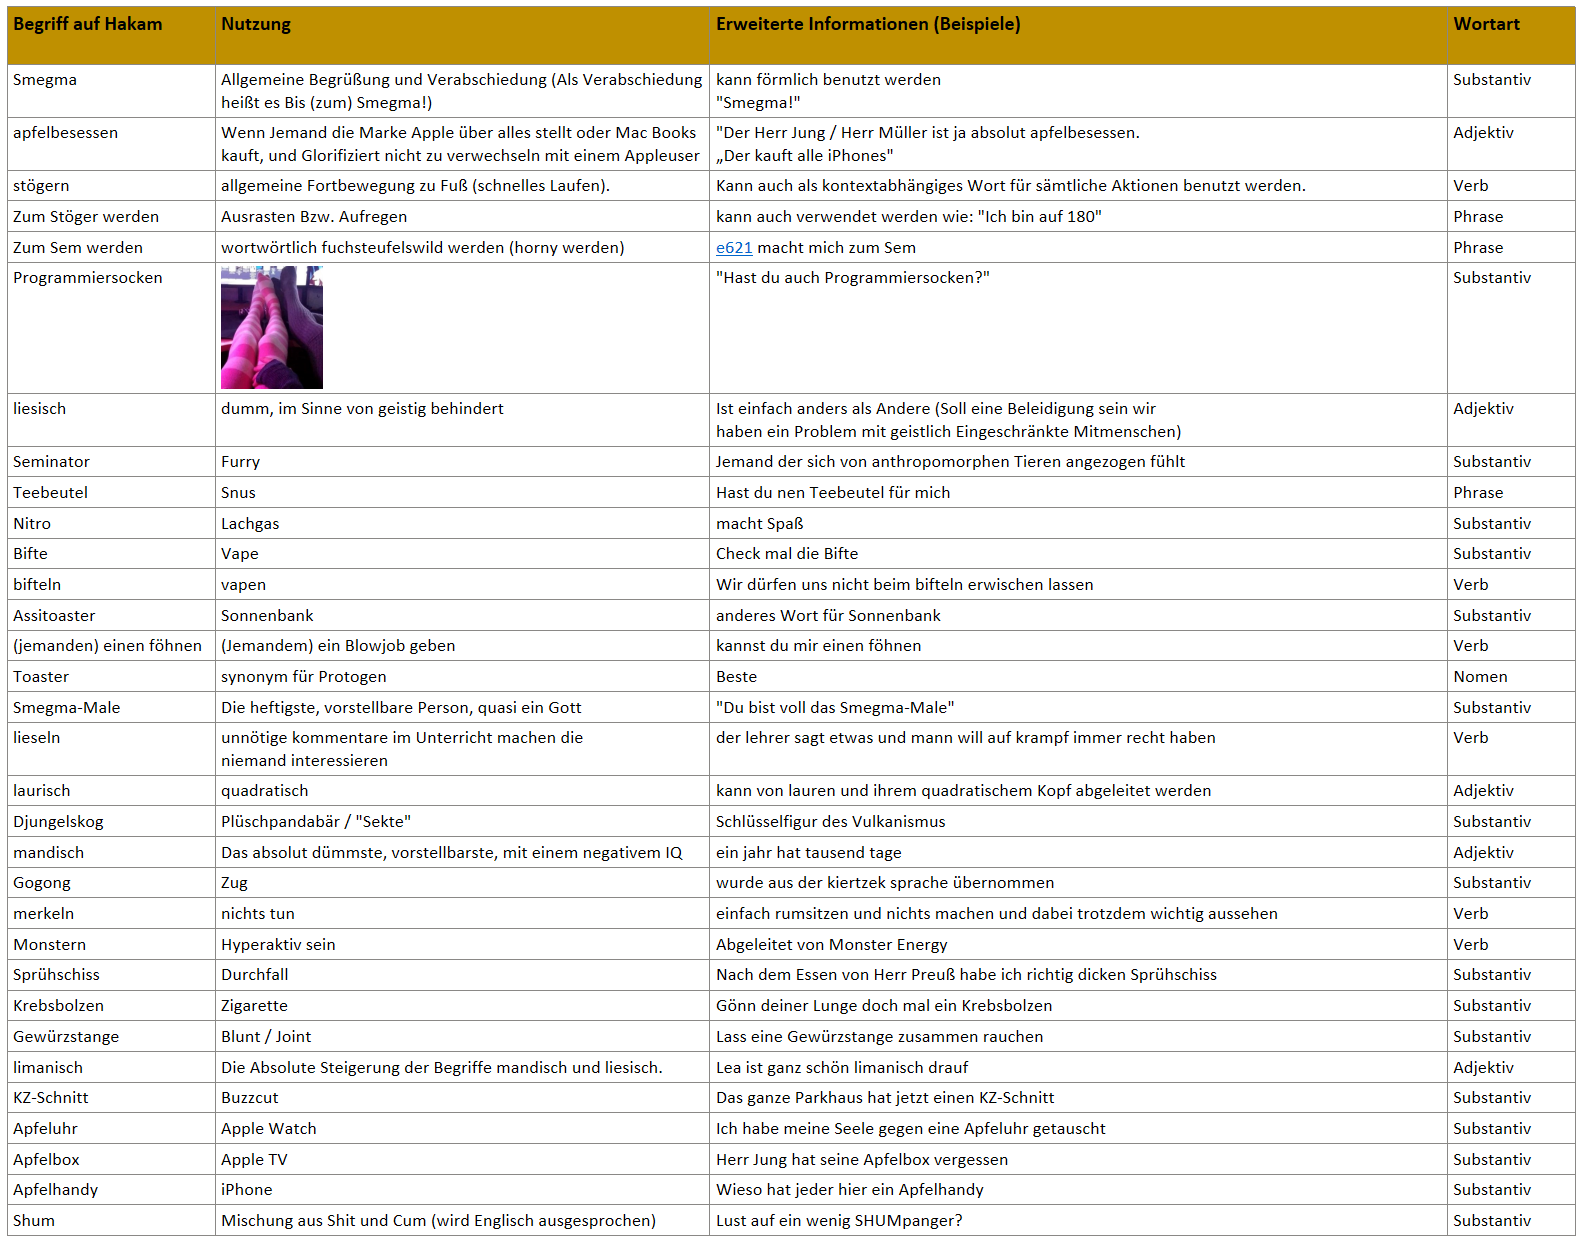 Begriff auf Hakam Nutzung Erweiterte Informationen (Beispiele) Wortart
Smegma Allgemeine Begrüßung und Verabschiedung (Als Verabschiedung kann förmlich benutzt werden Substantiv
heißt es Bis (zum) Smegma!) "Smegma!"
apfelbesessen Wenn Jemand die Marke Apple über alles stellt oder Mac Books "Der Herr Jung / Herr Müller ist ja absolut apfelbesessen. Adjektiv
kauft, und Glorifiziert nicht zu verwechseln mit einem Appleuser „Der kauft alle iPhones"
stögern allgemeine Fortbewegung zu Fuß (schnelles Laufen). Kann auch als kontextabhängiges Wort für sämtliche Aktionen benutzt werden. Verb
Zum Stöger werden Ausrasten Bzw. Aufregen kann auch verwendet werden wie: "Ich bin auf 180" Phrase
Zum Sem werden wortwörtlich fuchsteufelswild werden (horny werden) e621 macht mich zum Sem Phrase
Programmiersocken "Hast du auch Programmiersocken?" Substantiv
liesisch dumm, im Sinne von geistig behindert Ist einfach anders als Andere (Soll eine Beleidigung sein wir Adjektiv
haben ein Problem mit geistlich Eingeschränkte Mitmenschen)
Seminator Furry Jemand der sich von anthropomorphen Tieren angezogen fühlt Substantiv
Teebeutel Snus Hast du nen Teebeutel für mich Phrase
Nitro Lachgas macht Spaß Substantiv
Bifte Vape Check mal die Bifte Substantiv
bifteln vapen Wir dürfen uns nicht beim bifteln erwischen lassen Verb
Assitoaster Sonnenbank anderes Wort für Sonnenbank Substantiv
(jemanden) einen föhnen (Jemandem) ein Blowjob geben kannst du mir einen föhnen Verb
Toaster synonym für Protogen Beste Nomen
Smegma-Male Die heftigste, vorstellbare Person, quasi ein Gott "Du bist voll das Smegma-Male" Substantiv
lieseln unnötige kommentare im Unterricht machen die der lehrer sagt etwas und mann will auf krampf immer recht haben Verb
niemand interessieren
laurisch quadratisch kann von lauren und ihrem quadratischem Kopf abgeleitet werden Adjektiv
Djungelskog Plüschpandabär / "Sekte" Schlüsselfigur des Vulkanismus Substantiv
mandisch Das absolut dümmste, vorstellbarste, mit einem negativem IQ ein jahr hat tausend tage Adjektiv
Gogong Zug wurde aus der kiertzek sprache übernommen Substantiv
merkeln nichts tun einfach rumsitzen und nichts machen und dabei trotzdem wichtig aussehen Verb
Monstern Hyperaktiv sein Abgeleitet von Monster Energy Verb
Sprühschiss Durchfall Nach dem Essen von Herr Preuß habe ich richtig dicken Sprühschiss Substantiv
Krebsbolzen Zigarette Gönn deiner Lunge doch mal ein Krebsbolzen Substantiv
Gewürzstange Blunt / Joint Lass eine Gewürzstange zusammen rauchen Substantiv
limanisch Die Absolute Steigerung der Begriffe mandisch und liesisch. Lea ist ganz schön limanisch drauf Adjektiv
KZ-Schnitt Buzzcut Das ganze Parkhaus hat jetzt einen KZ-Schnitt Substantiv
Apfeluhr Apple Watch Ich habe meine Seele gegen eine Apfeluhr getauscht Substantiv
Apfelbox Apple TV Herr Jung hat seine Apfelbox vergessen Substantiv
Apfelhandy iPhone Wieso hat jeder hier ein Apfelhandy Substantiv
Shum Mischung aus Shit und Cum (wird Englisch ausgesprochen) Lust auf ein wenig SHUMpanger? Substantiv